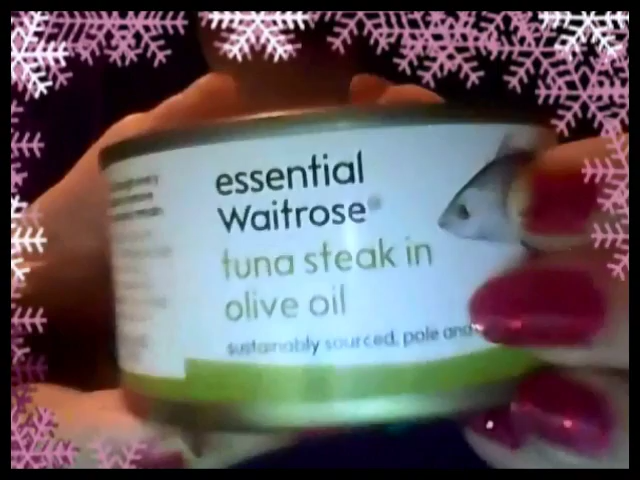 essential
Waitrose
tuna steak in
olive oil
sustainably sourced, pole and